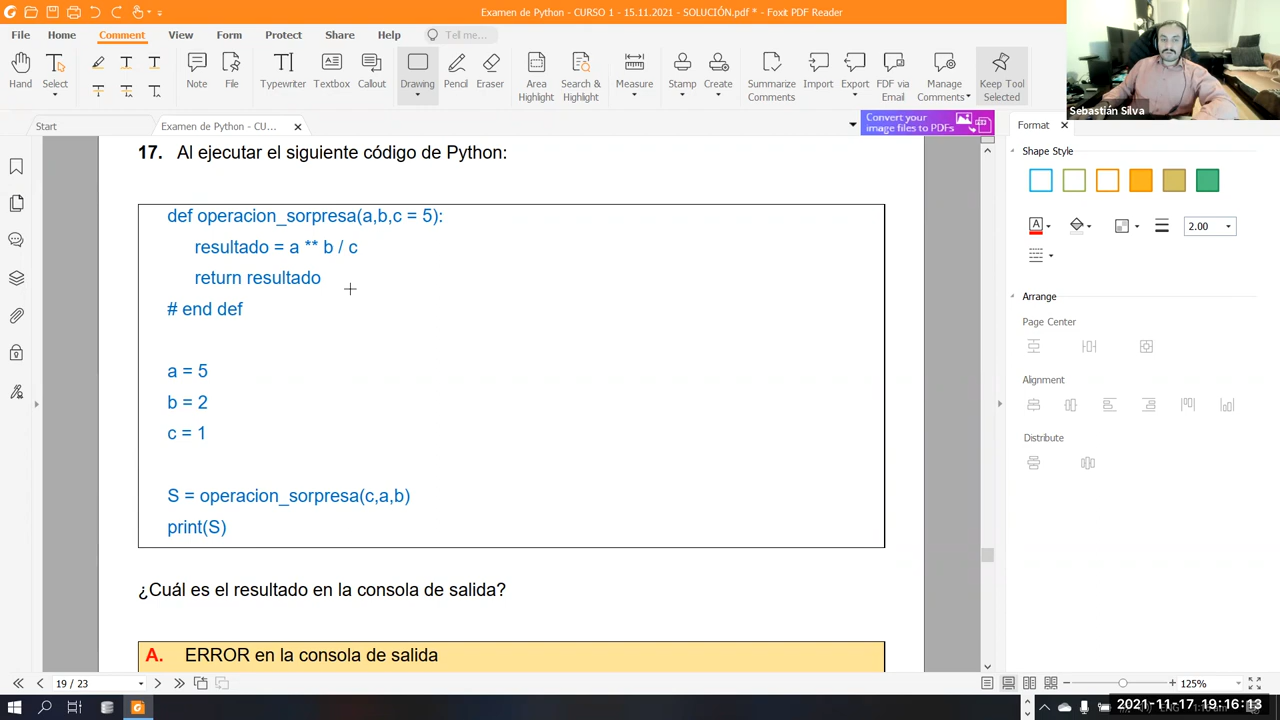 Examen de Python - CURSO 1 - 15.11.2021 - SOLUCIÓN.pdf * - Foxit PDF Reader
File Home Comment View Form Protect Share Help Tell me...
Hand Select Note File Typewriter Textbox Callout Drawing Pencil Eraser Area Highlight Search & Highlight Measure Stamp Create Summarize Comments Import Export FDF via Email Manage Comments Keep Tool Selected
Sebastián Silva
Start
Examen de Python - CU...
Convert your image files to PDFs
Format
Shape Style
2.00
Arrange
Page Center
Alignment
Distribute
17. Al ejecutar el siguiente código de Python:
def operacion_sorpresa(a,b,c = 5):
resultado = a ** b / c
return resultado
# end def
a = 5
b = 2
c = 1
S = operacion_sorpresa(c,a,b)
print(S)
¿Cuál es el resultado en la consola de salida?
A. ERROR en la consola de salida
19 / 23
125%
2021-11-17 19:16:13